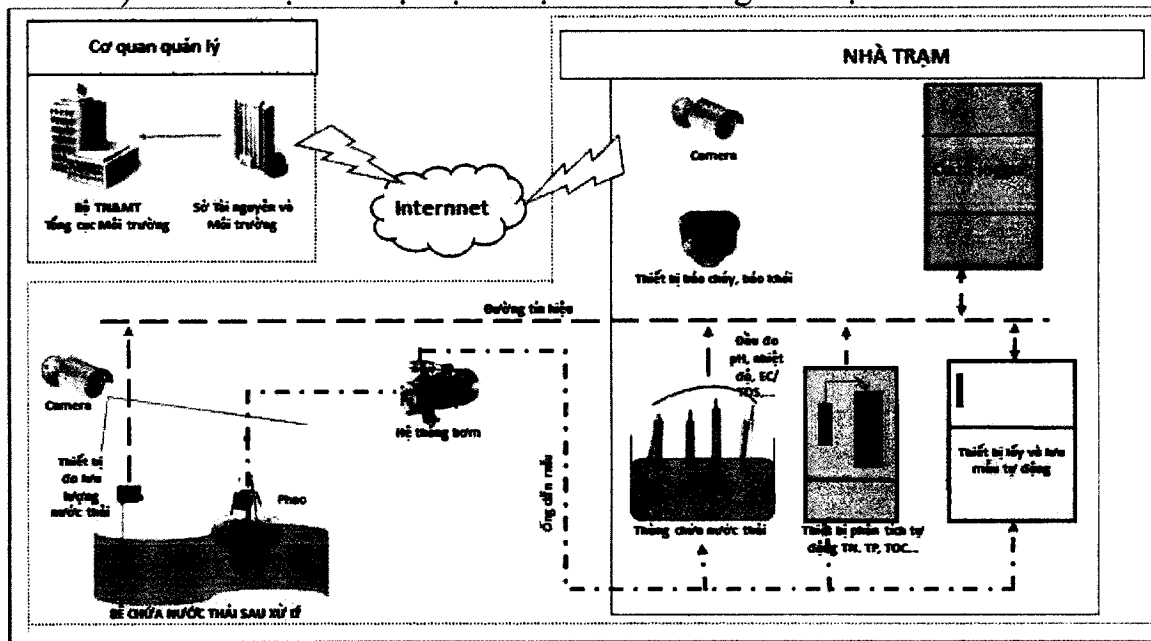 Cơ quan quản lý
NHÀ TRẠM
Bộ TN&MT
Tổng cục Môi trường
Sở Tài nguyên và
Môi trường
Internnet
Camera
Thiết bị báo cháy, báo khói
Đường tín hiệu
Camera
Thiết bị
đo lưu
lượng
nước thải
Phao
Hệ thống bơm
Ống dẫn mẫu
Đầu đo
pH, nhiệt
độ, EC/
TDS,...
Thùng chứa nước thải
Thiết bị phân tích tự
động TN, TP, TOC...
Thiết bị lấy và lưu
mẫu tự động
BỂ CHỨA NƯỚC THẢI SAU XỬ LÍ